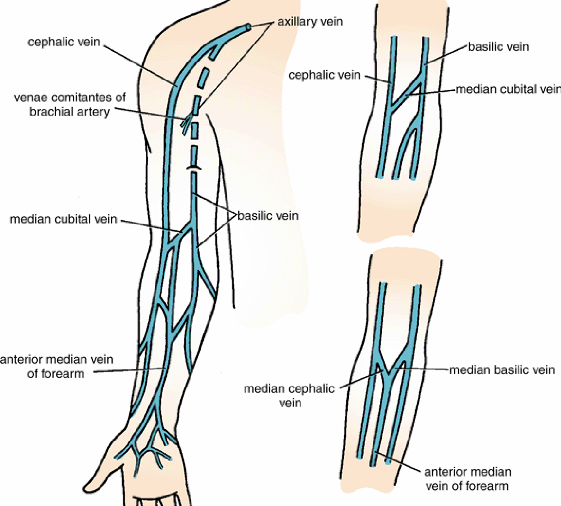 axillary vein
cephalic vein
venae comitantes of
brachial artery
median cubital vein
basilic vein
anterior median vein
of forearm
basilic vein
cephalic vein
median cubital vein
median cephalic
vein
median basilic vein
anterior median
vein of forearm